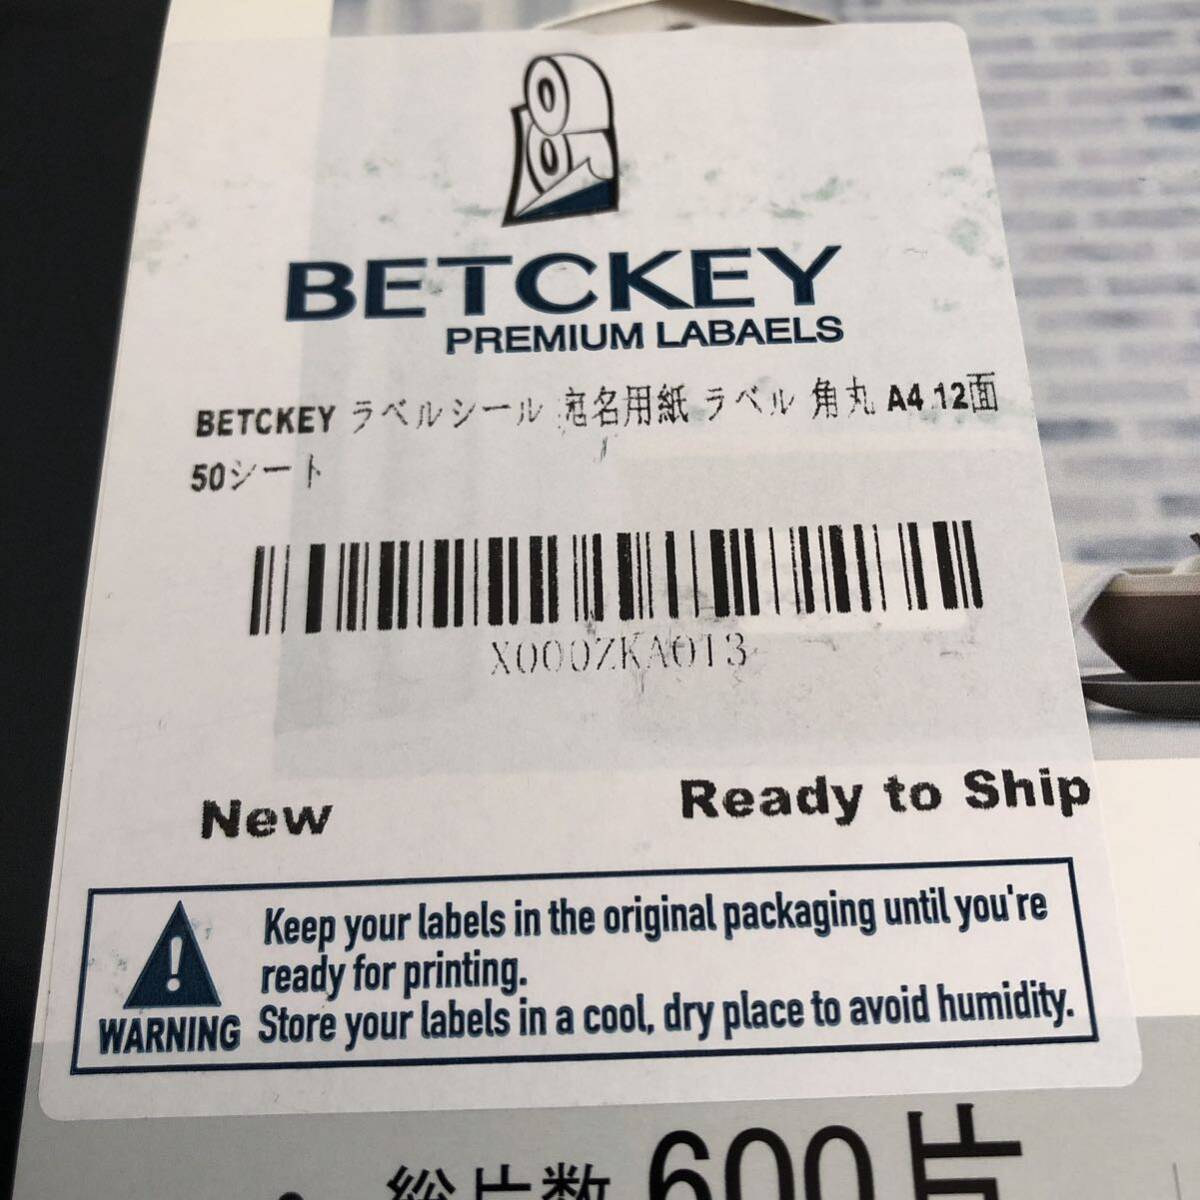 BETCKEY
PREMIUM LABAELS
BETCKEY ラベルシール 宛名用紙 ラベル 角丸 A4 12面
50シート
X000ZKA013
New
Ready to Ship
WARNING
Keep your labels in the original packaging until you're
ready for printing.
Store your labels in a cool, dry place to avoid humidity.
総片数 600片